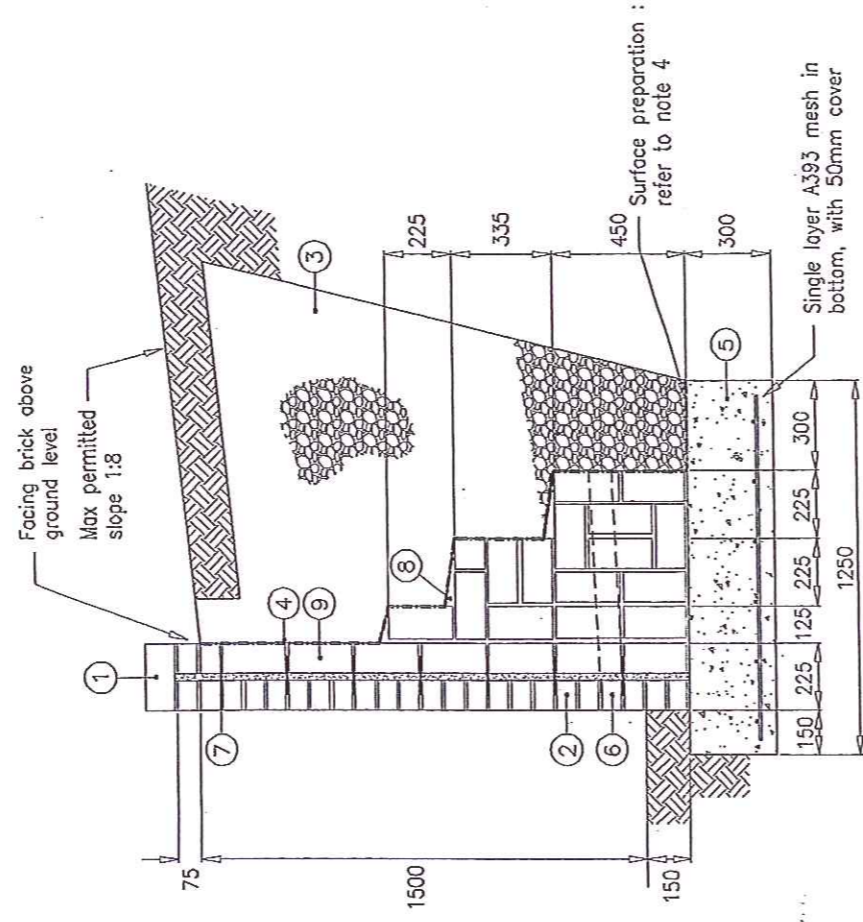 Facing brick above
ground level
Max permitted
slope 1:8
1
3
4
9
7
8
2
6
5
75
1500
150
225
335
450
300
Surface preparation :
refer to note 4
Single layer A393 mesh in
bottom, with 50mm cover
150
225
125
225
225
300
1250